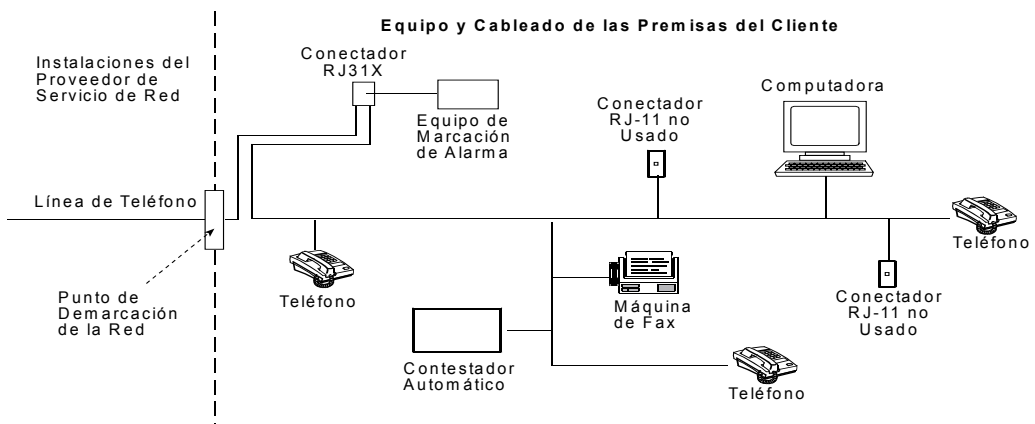 Equipo y Cableado de las Premisas del Cliente
Instalaciones del
Proveedor de
Servicio de Red
Conectador
RJ31X
Equipo de
Marcación
de Alarma
Conectador
RJ-11 no
Usado
Computadora
Línea de Teléfono
Teléfono
Punto de
Demarcación
de la Red
Teléfono
Máquina
de Fax
Conectador
RJ-11 no
Usado
Contestador
Automático
Teléfono